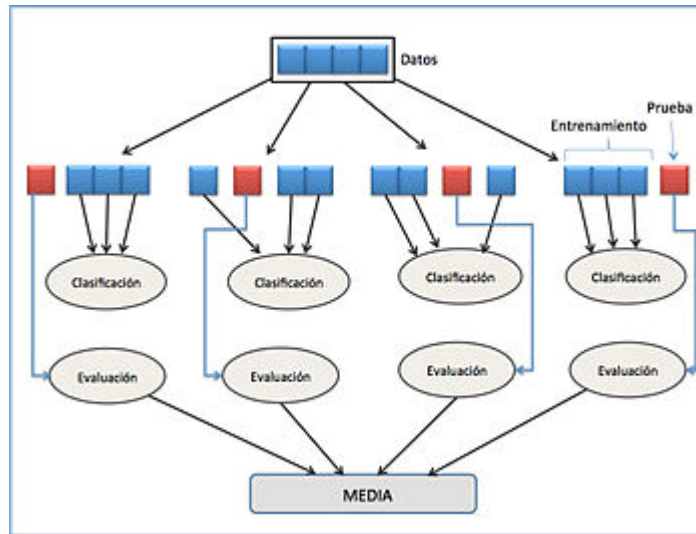 Datos
Prueba
Entrenamiento
Clasificación
Clasificación
Clasificación
Clasificación
Evaluación
Evaluación
Evaluación
Evaluación
MEDIA